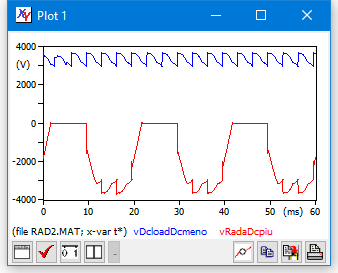 Plot 1
4000
(V)
2000
0
-2000
-4000
0 10 20 30 40 50 (ms) 60
(file RAD2.MAT; x-var t*) vDcloadDcmeno vRadaDcpiu